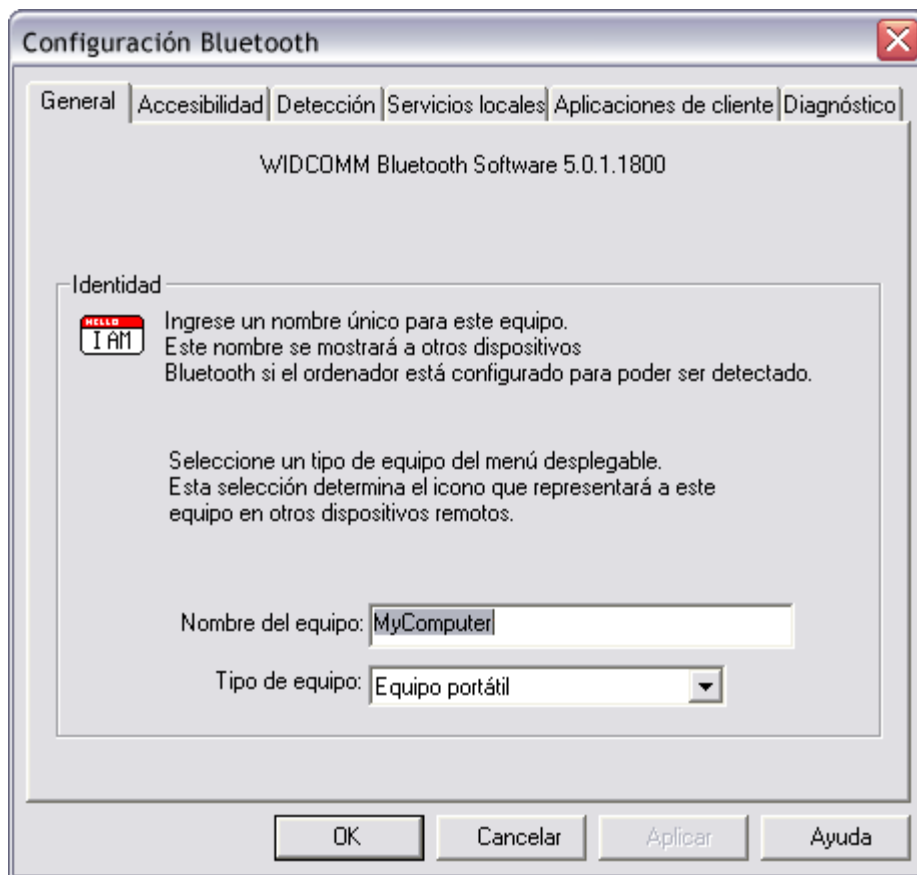 Configuración Bluetooth
General Accesibilidad Detección Servicios locales Aplicaciones de cliente Diagnóstico
WIDCOMM Bluetooth Software 5.0.1.1800
Identidad
HELLO
I AM
Ingrese un nombre único para este equipo.
Este nombre se mostrará a otros dispositivos
Bluetooth si el ordenador está configurado para poder ser detectado.
Seleccione un tipo de equipo del menú desplegable.
Esta selección determina el icono que representará a este
equipo en otros dispositivos remotos.
Nombre del equipo: MyComputer
Tipo de equipo: Equipo portátil
OK Cancelar Aplicar Ayuda